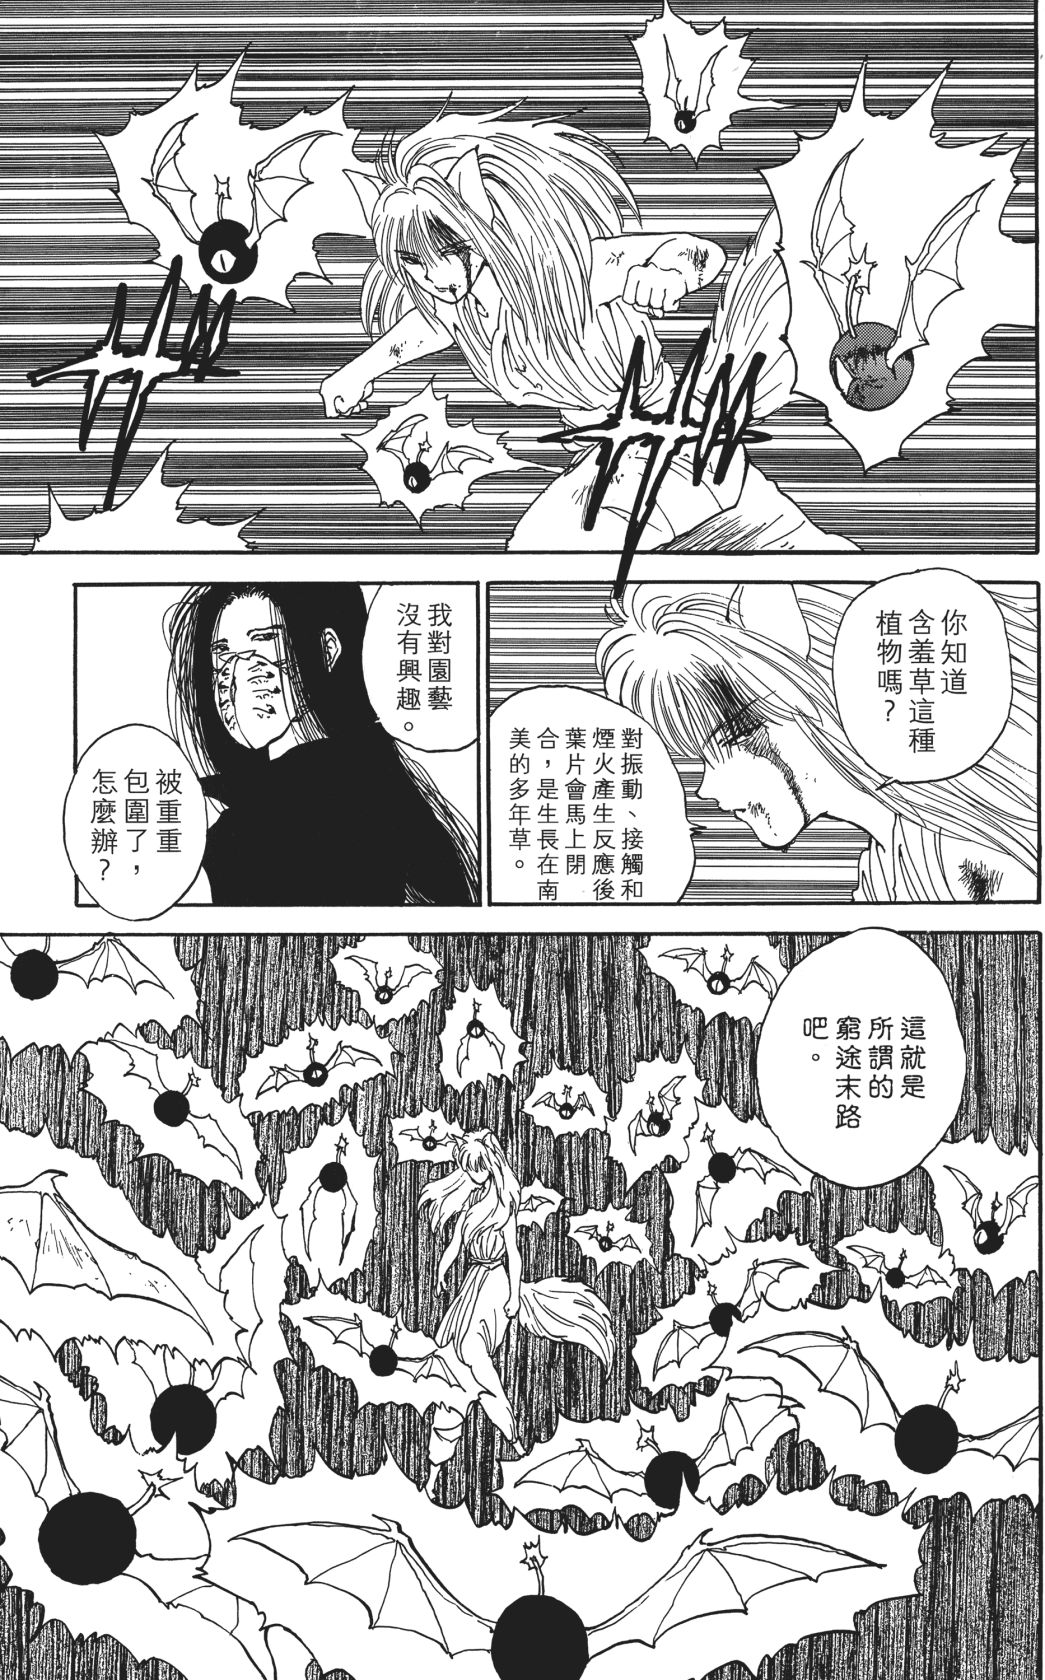 你知道
含羞草這種
植物嗎？
對振動、接觸和
煙火產生反應後
葉片會馬上閉
合，是生長在南
美的多年草。
我對園藝
沒有興趣。
被重重
包圍了，
怎麼辦？
這就是
所謂的
窮途末路
吧。